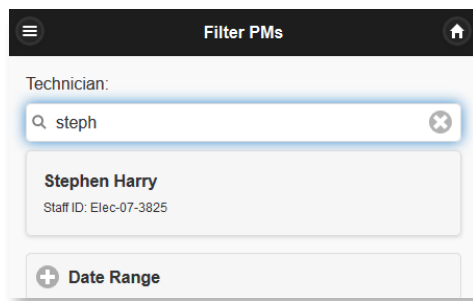 Filter PMs
Technician:
steph
Stephen Harry
Staff ID: Elec-07-3825
Date Range